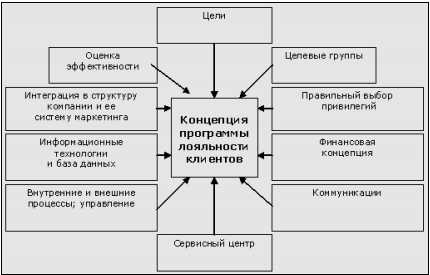 Цели
Оценка
эффективности
Целевые группы
Интеграция в структуру
компании и ее
систему маркетинга
Правильный выбор
привилегий
Концепция
программы
лояльности
клиентов
Информационные
технологии
и база данных
Финансовая
концепция
Внутренние и внешние
процессы; управление
Коммуникации
Сервисный центр